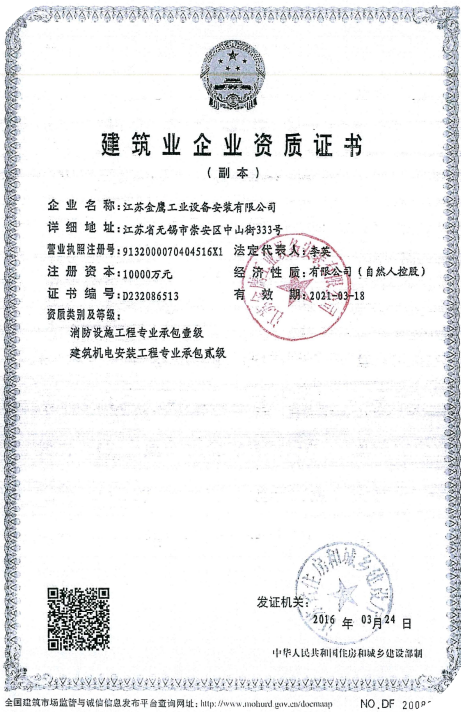 建筑业企业资质证书
（副本）
企业名称:江苏金鹰工业设备安装有限公司
详细地址:江苏省无锡市崇安区中山街333号
营业执照注册号:9132000070404516X1 法定代表人:李英
注册资本:10000万元 经济性质:有限公司（自然人控股）
证书编号:D232086513 有效期:2021-03-18
资质类别及等级:
消防设施工程专业承包壹级
建筑机电安装工程专业承包贰级
发证机关:
2016 年 03月 24 日
中华人民共和国住房和城乡建设部制
全国建筑市场监管与诚信信息发布平台查询网址: http://www.mohurd.gov.cn/docmaap
NO.DF 2008